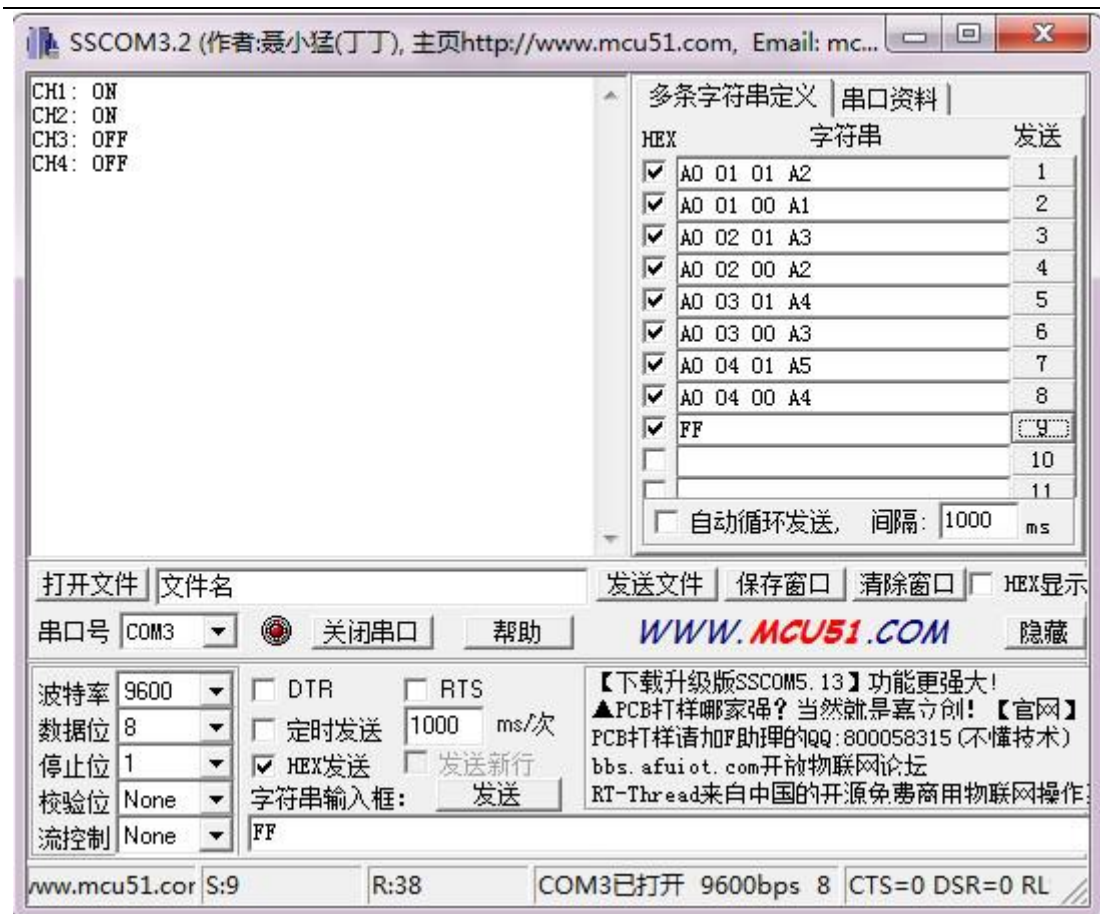 SSCOM3.2 (作者:聂小猛(丁丁), 主页http://www.mcu51.com, Email: mc...
CH1: ON
CH2: ON
CH3: OFF
CH4: OFF
多条字符串定义 串口资料
HEX 字符串 发送
A0 01 01 A2 1
A0 01 00 A1 2
A0 02 01 A3 3
A0 02 00 A2 4
A0 03 01 A4 5
A0 03 00 A3 6
A0 04 01 A5 7
A0 04 00 A4 8
FF 9
10
11
自动循环发送, 间隔: 1000 ms
打开文件 文件名 发送文件 保存窗口 清除窗口 HEX显示
串口号 COM3 关闭串口 帮助 WWW.MCU51.COM 隐藏
波特率 9600 DTR RTS
数据位 8 定时发送 1000 ms/次
停止位 1 HEX发送 发送新行
校验位 None 字符串输入框: 发送
流控制 None FF
【下载升级版SSCOM5.13】功能更强大!
▲PCB打样哪家强? 当然就是嘉立创! 【官网】
PCB打样请加F助理的QQ:800058315(不懂技术)
bbs.afuiot.com开放物联网论坛
RT-Thread来自中国的开源免费商用物联网操作
www.mcu51.cor S:9 R:38 COM3已打开 9600bps 8 CTS=0 DSR=0 RL